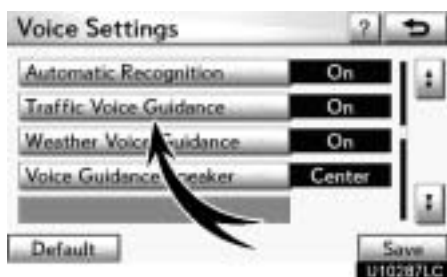 Voice Settings ?
Automatic Recognition On
Traffic Voice Guidance On
Weather Voice Guidance On
Voice Guidance Speaker Center
Default Save
U10287LC